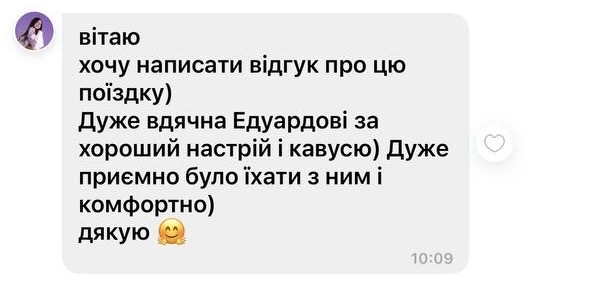 вітаю
хочу написати відгук про цю
поїздку)
Дуже вдячна Едуардові за
хороший настрій і кавусю) Дуже
приємно було їхати з ним і
комфортно)
дякую 🤗
10:09